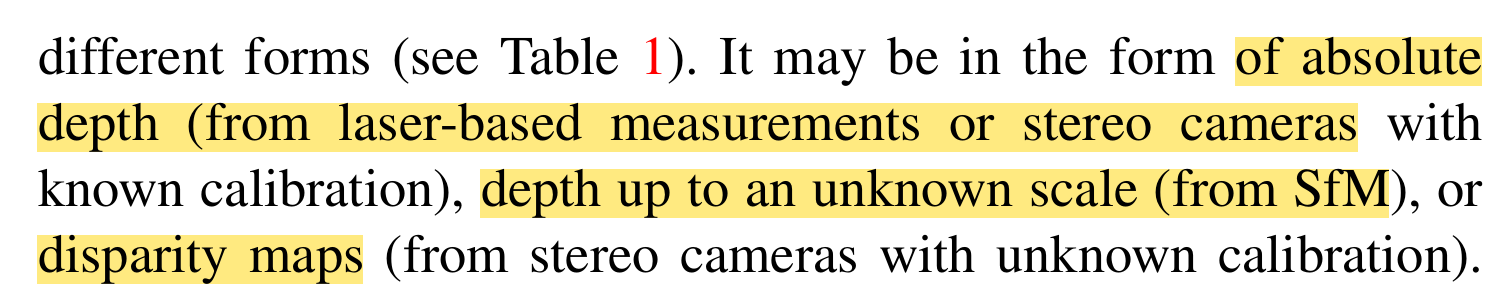 different forms (see Table 1). It may be in the form of absolute
depth (from laser-based measurements or stereo cameras with
known calibration), depth up to an unknown scale (from SfM), or
disparity maps (from stereo cameras with unknown calibration).